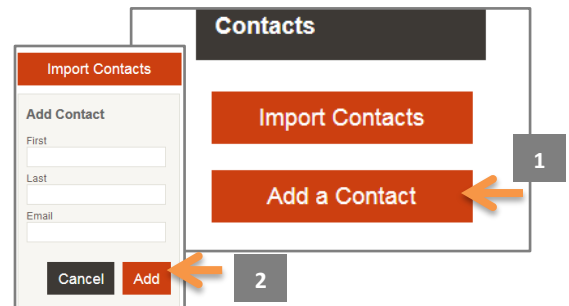 Contacts
Import Contacts
Add a Contact
1
Import Contacts
Add Contact
First
Last
Email
Cancel Add
2